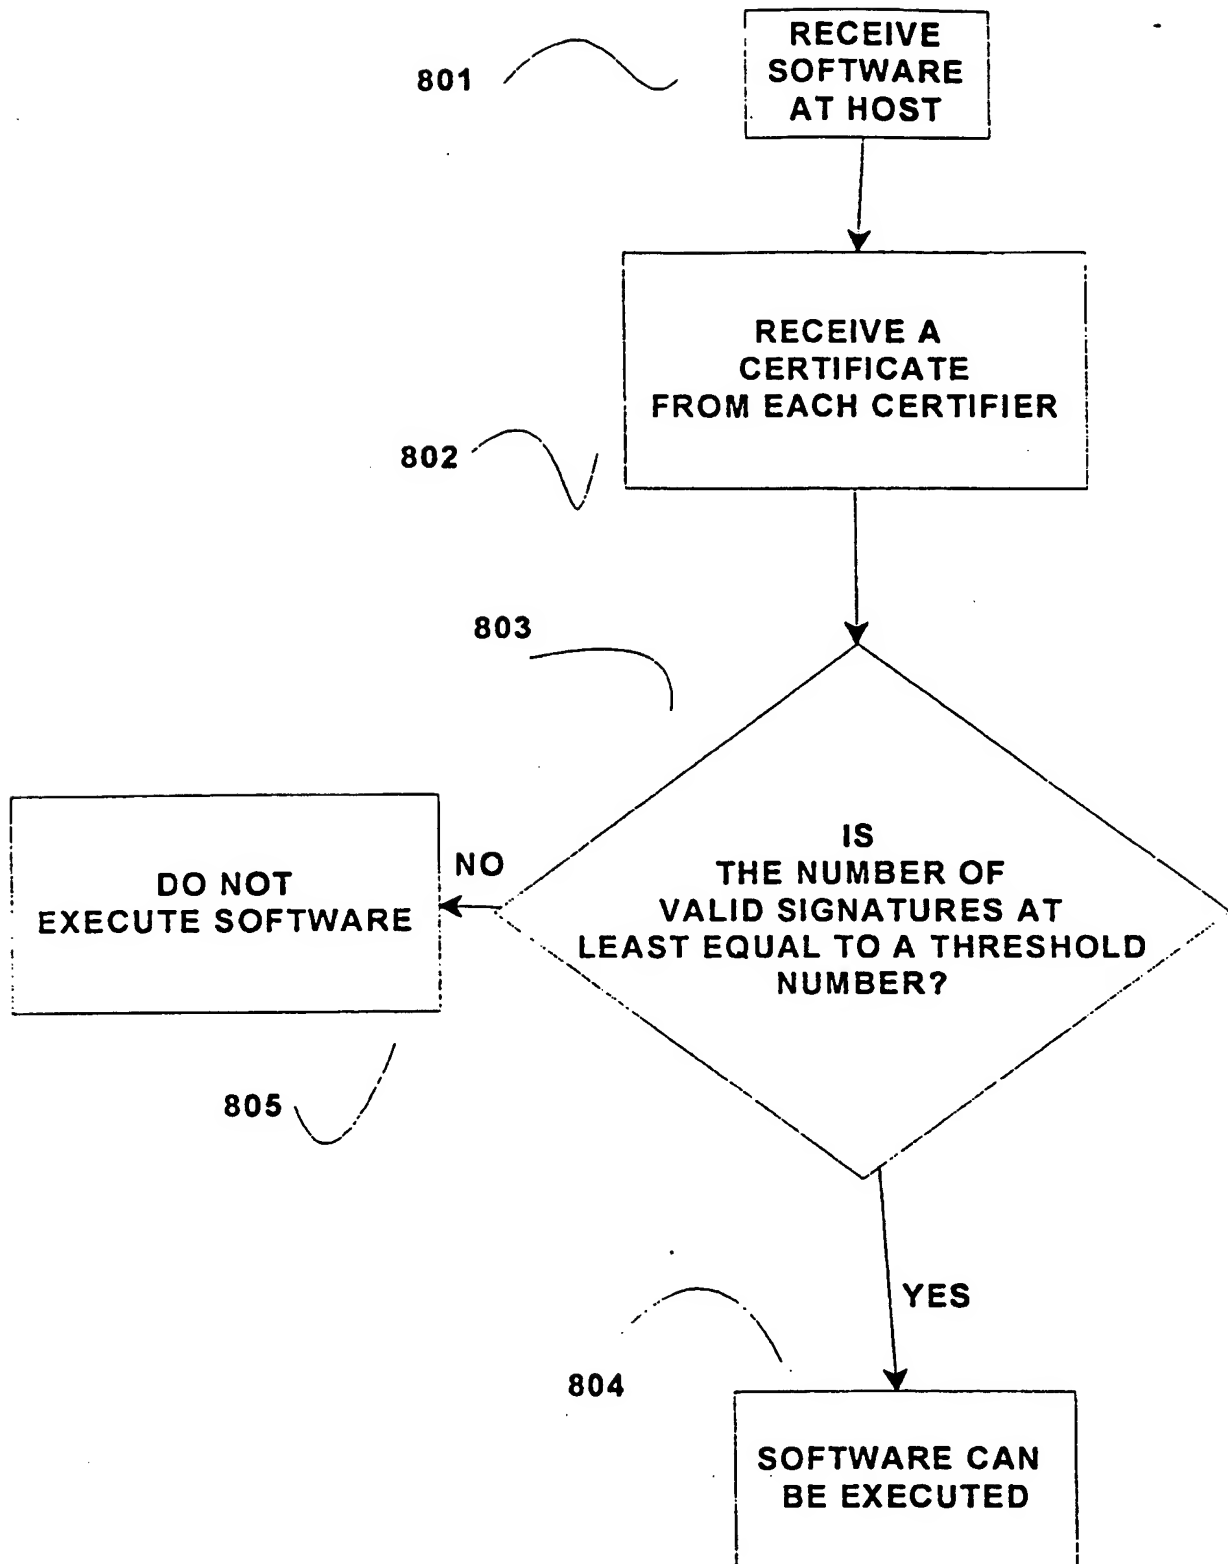 801
RECEIVE
SOFTWARE
AT HOST
RECEIVE A
CERTIFICATE
FROM EACH CERTIFIER
802
803
IS
THE NUMBER OF
VALID SIGNATURES AT
LEAST EQUAL TO A THRESHOLD
NUMBER?
NO
DO NOT
EXECUTE SOFTWARE
805
YES
804
SOFTWARE CAN
BE EXECUTED